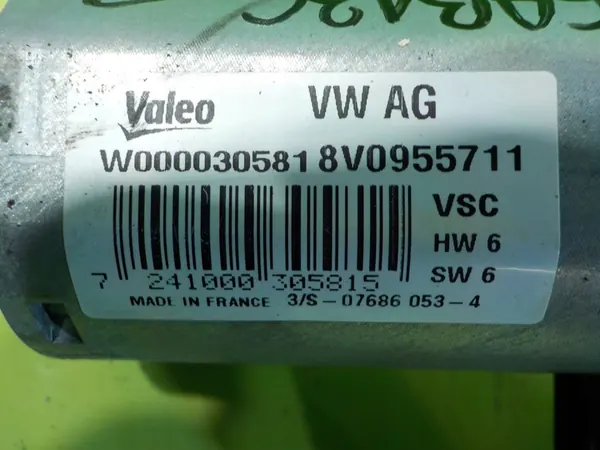 Valeo VW AG
W000030581 8V0955711
VSC
HW 6
SW 6
7 241000 305815
MADE IN FRANCE 3/S-07686 053-4